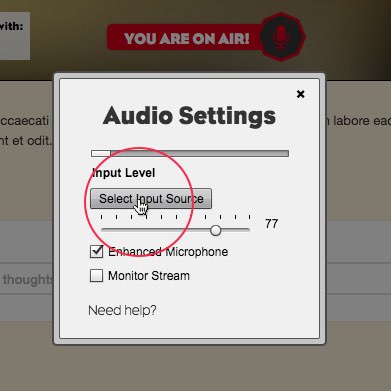 with:
YOU ARE ON AIR!
Audio Settings
ccaecati
labore eac
nt et odit.
Input Level
Select Input Source
77
Enhanced Microphone
Monitor Stream
thoughts
Need help?